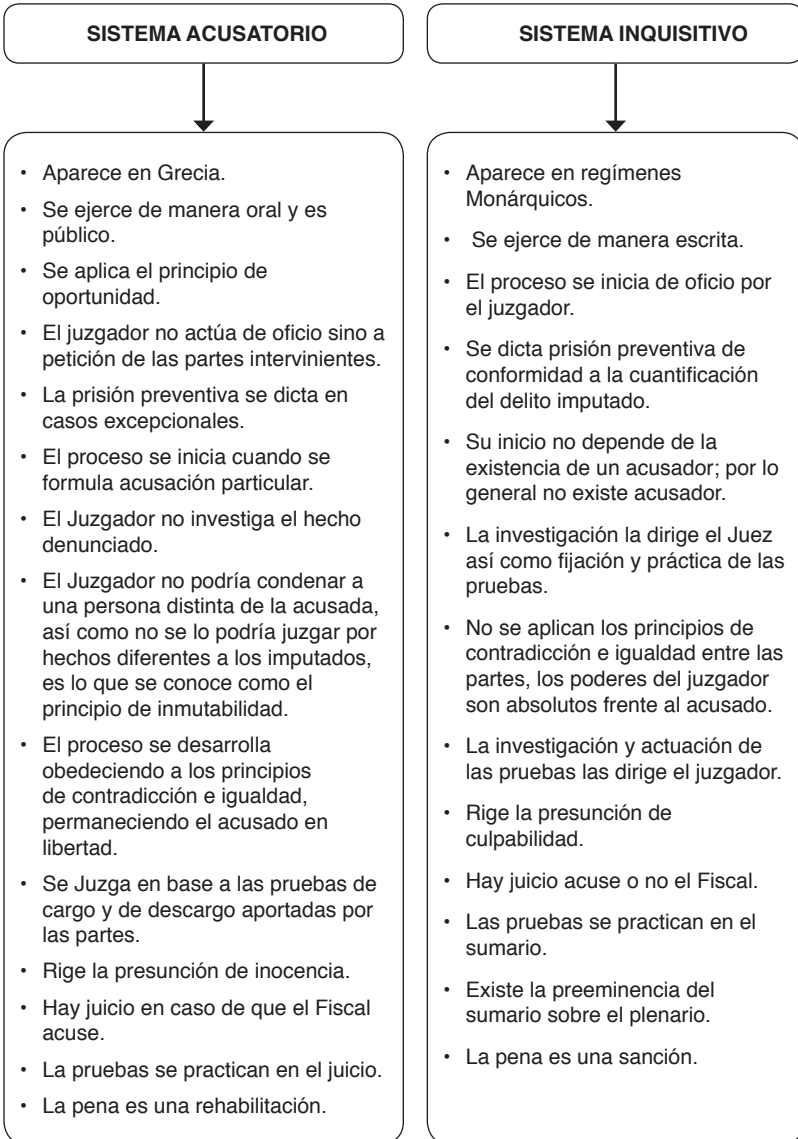 SISTEMA ACUSATORIO
• Aparece en Grecia.
• Se ejerce de manera oral y es
público.
• Se aplica el principio de
oportunidad.
• El juzgador no actúa de oficio sino a
petición de las partes intervinientes.
• La prisión preventiva se dicta en
casos excepcionales.
• El proceso se inicia cuando se
formula acusación particular.
• El Juzgador no investiga el hecho
denunciado.
• El Juzgador no podría condenar a
una persona distinta de la acusada,
así como no se lo podría juzgar por
hechos diferentes a los imputados,
es lo que se conoce como el
principio de inmutabilidad.
• El proceso se desarrolla
obedeciendo a los principios
de contradicción e igualdad,
permaneciendo el acusado en
libertad.
• Se Juzga en base a las pruebas de
cargo y de descargo aportadas por
las partes.
• Rige la presunción de inocencia.
• Hay juicio en caso de que el Fiscal
acuse.
• La pruebas se practican en el juicio.
• La pena es una rehabilitación.
SISTEMA INQUISITIVO
• Aparece en regímenes
Monárquicos.
• Se ejerce de manera escrita.
• El proceso se inicia de oficio por
el juzgador.
• Se dicta prisión preventiva de
conformidad a la cuantificación
del delito imputado.
• Su inicio no depende de la
existencia de un acusador; por lo
general no existe acusador.
• La investigación la dirige el Juez
así como fijación y práctica de las
pruebas.
• No se aplican los principios de
contradicción e igualdad entre las
partes, los poderes del juzgador
son absolutos frente al acusado.
• La investigación y actuación de
las pruebas las dirige el juzgador.
• Rige la presunción de
culpabilidad.
• Hay juicio acuse o no el Fiscal.
• Las pruebas se practican en el
sumario.
• Existe la preeminencia del
sumario sobre el plenario.
• La pena es una sanción.